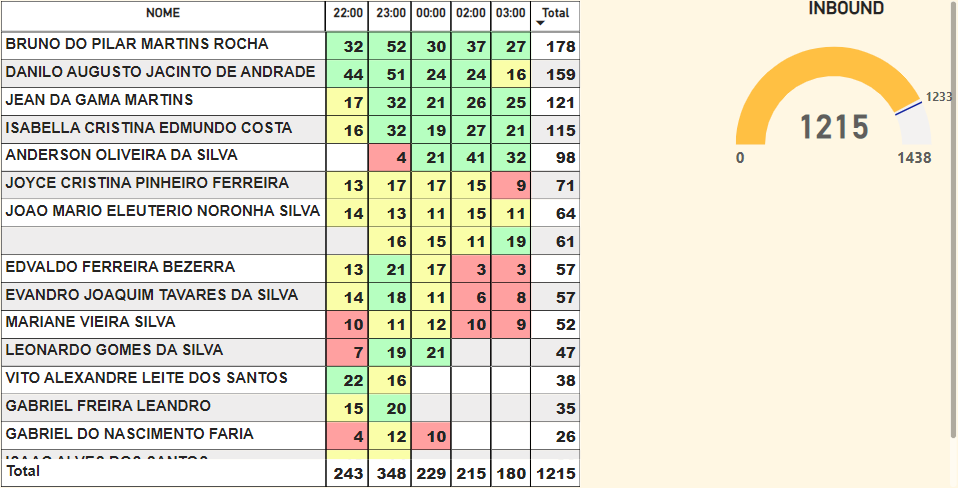 NOME 22:00 23:00 00:00 02:00 03:00 Total
BRUNO DO PILAR MARTINS ROCHA 32 52 30 37 27 178
DANILO AUGUSTO JACINTO DE ANDRADE 44 51 24 24 16 159
JEAN DA GAMA MARTINS 17 32 21 26 25 121
ISABELLA CRISTINA EDMUNDO COSTA 16 32 19 27 21 115
ANDERSON OLIVEIRA DA SILVA 4 21 41 32 98
JOYCE CRISTINA PINHEIRO FERREIRA 13 17 17 15 9 71
JOAO MARIO ELEUTERIO NORONHA SILVA 14 13 11 15 11 64
16 15 11 19 61
EDVALDO FERREIRA BEZERRA 13 21 17 3 3 57
EVANDRO JOAQUIM TAVARES DA SILVA 14 18 11 6 8 57
MARIANE VIEIRA SILVA 10 11 12 10 9 52
LEONARDO GOMES DA SILVA 7 19 21 47
VITO ALEXANDRE LEITE DOS SANTOS 22 16 38
GABRIEL FREIRA LEANDRO 15 20 35
GABRIEL DO NASCIMENTO FARIA 4 12 10 26
Total 243 348 229 215 180 1215
INBOUND
1233
1215
0 1438